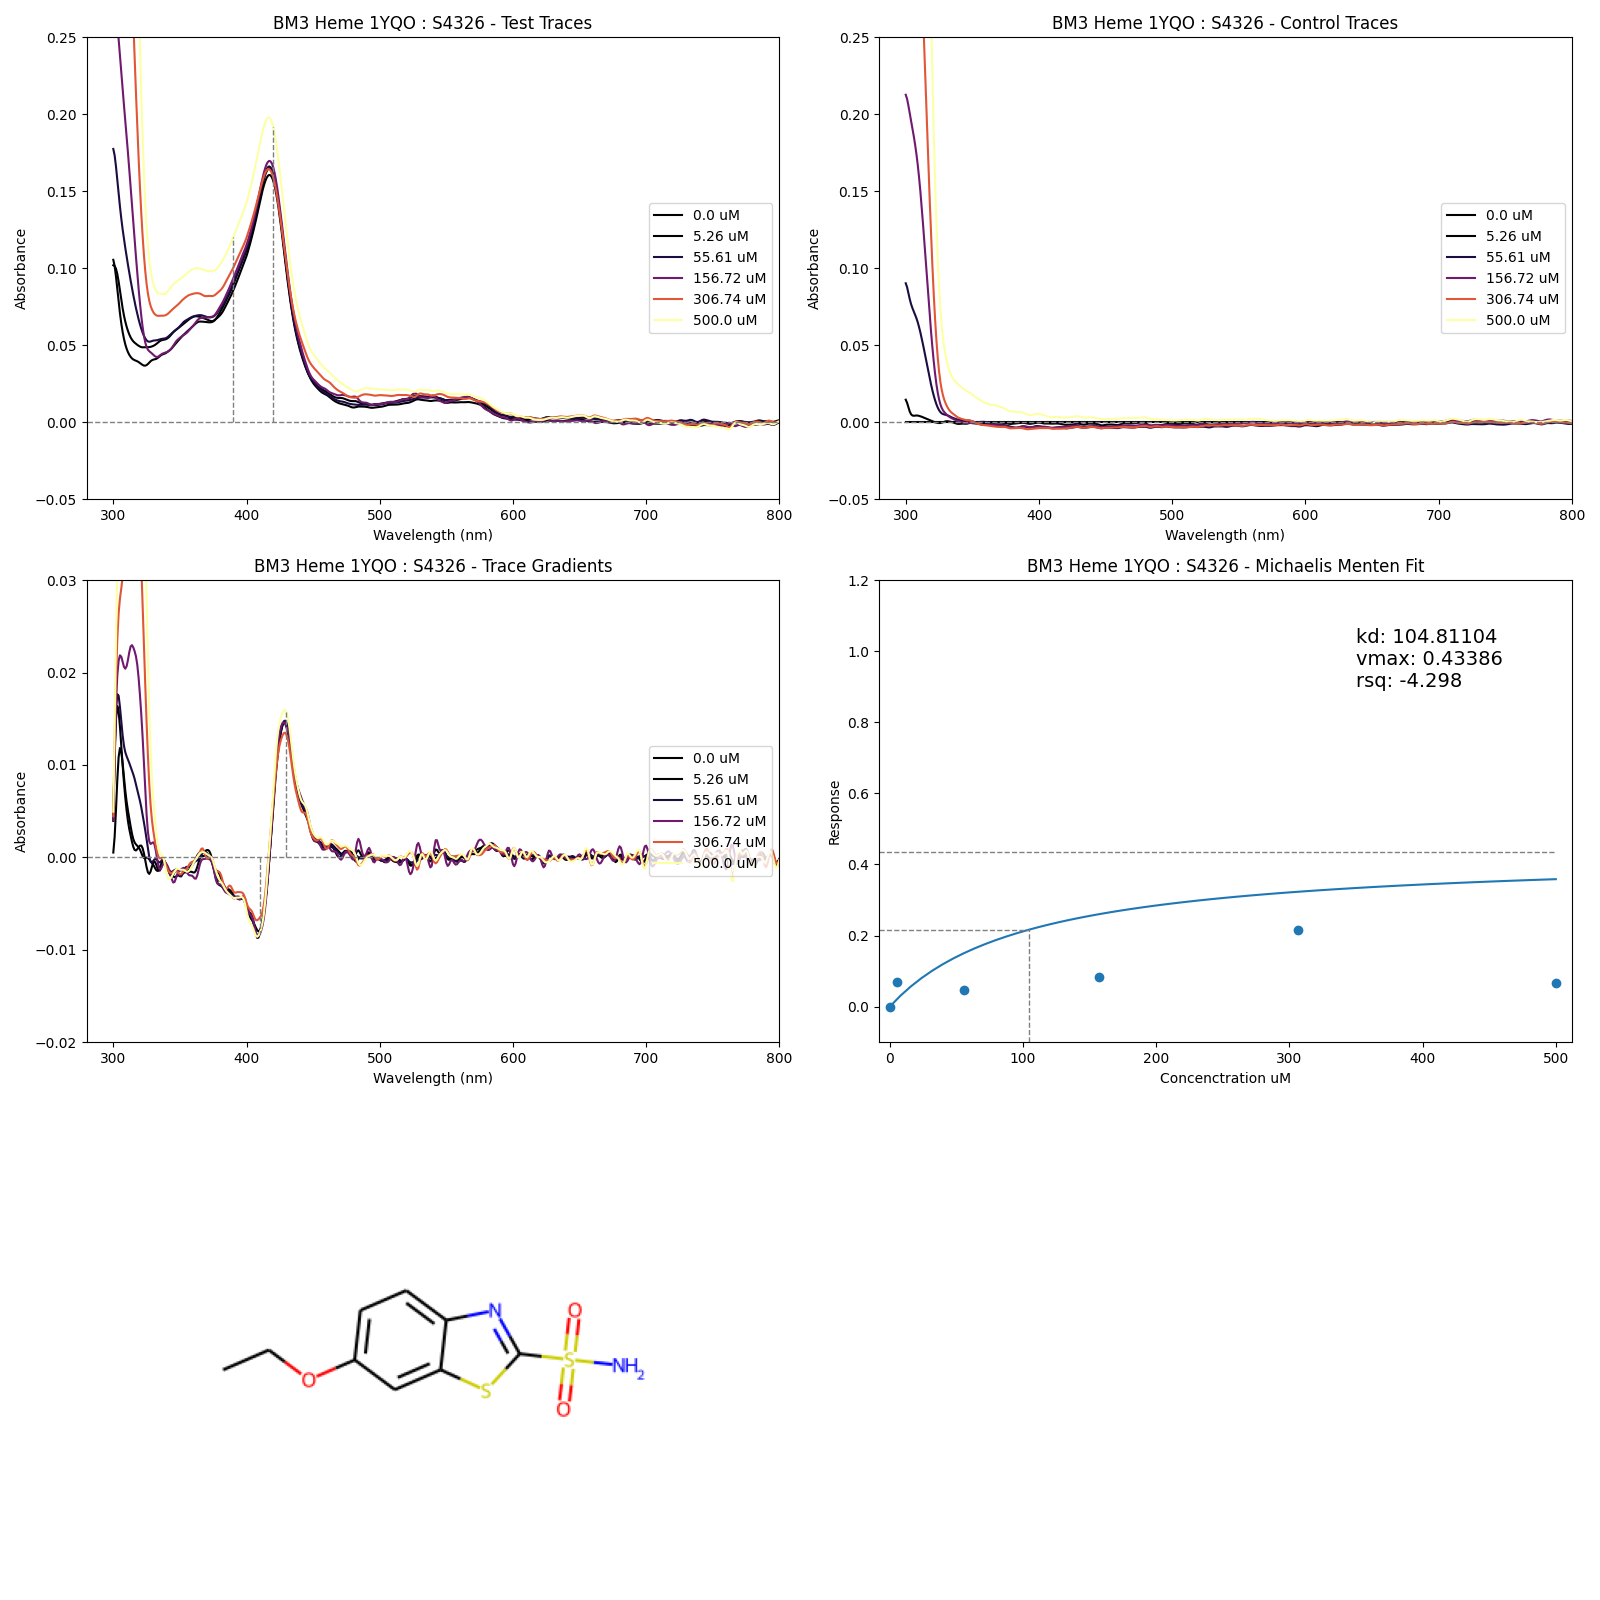 BM3 Heme 1YQO : S4326 - Test Traces
0.25
0.20
0.15
0.10
0.05
0.00
−0.05
Absorbance
300 400 500 600 700 800
Wavelength (nm)
0.0 uM
5.26 uM
55.61 uM
156.72 uM
306.74 uM
500.0 uM
BM3 Heme 1YQO : S4326 - Control Traces
0.25
0.20
0.15
0.10
0.05
0.00
−0.05
Absorbance
300 400 500 600 700 800
Wavelength (nm)
0.0 uM
5.26 uM
55.61 uM
156.72 uM
306.74 uM
500.0 uM
BM3 Heme 1YQO : S4326 - Trace Gradients
0.03
0.02
0.01
0.00
−0.01
−0.02
Absorbance
300 400 500 600 700 800
Wavelength (nm)
0.0 uM
5.26 uM
55.61 uM
156.72 uM
306.74 uM
500.0 uM
BM3 Heme 1YQO : S4326 - Michaelis Menten Fit
1.2
1.0
0.8
0.6
0.4
0.2
0.0
Response
kd: 104.81104
vmax: 0.43386
rsq: -4.298
0 100 200 300 400 500
Concenctration uM
N
O
S
NH2
O
S
O